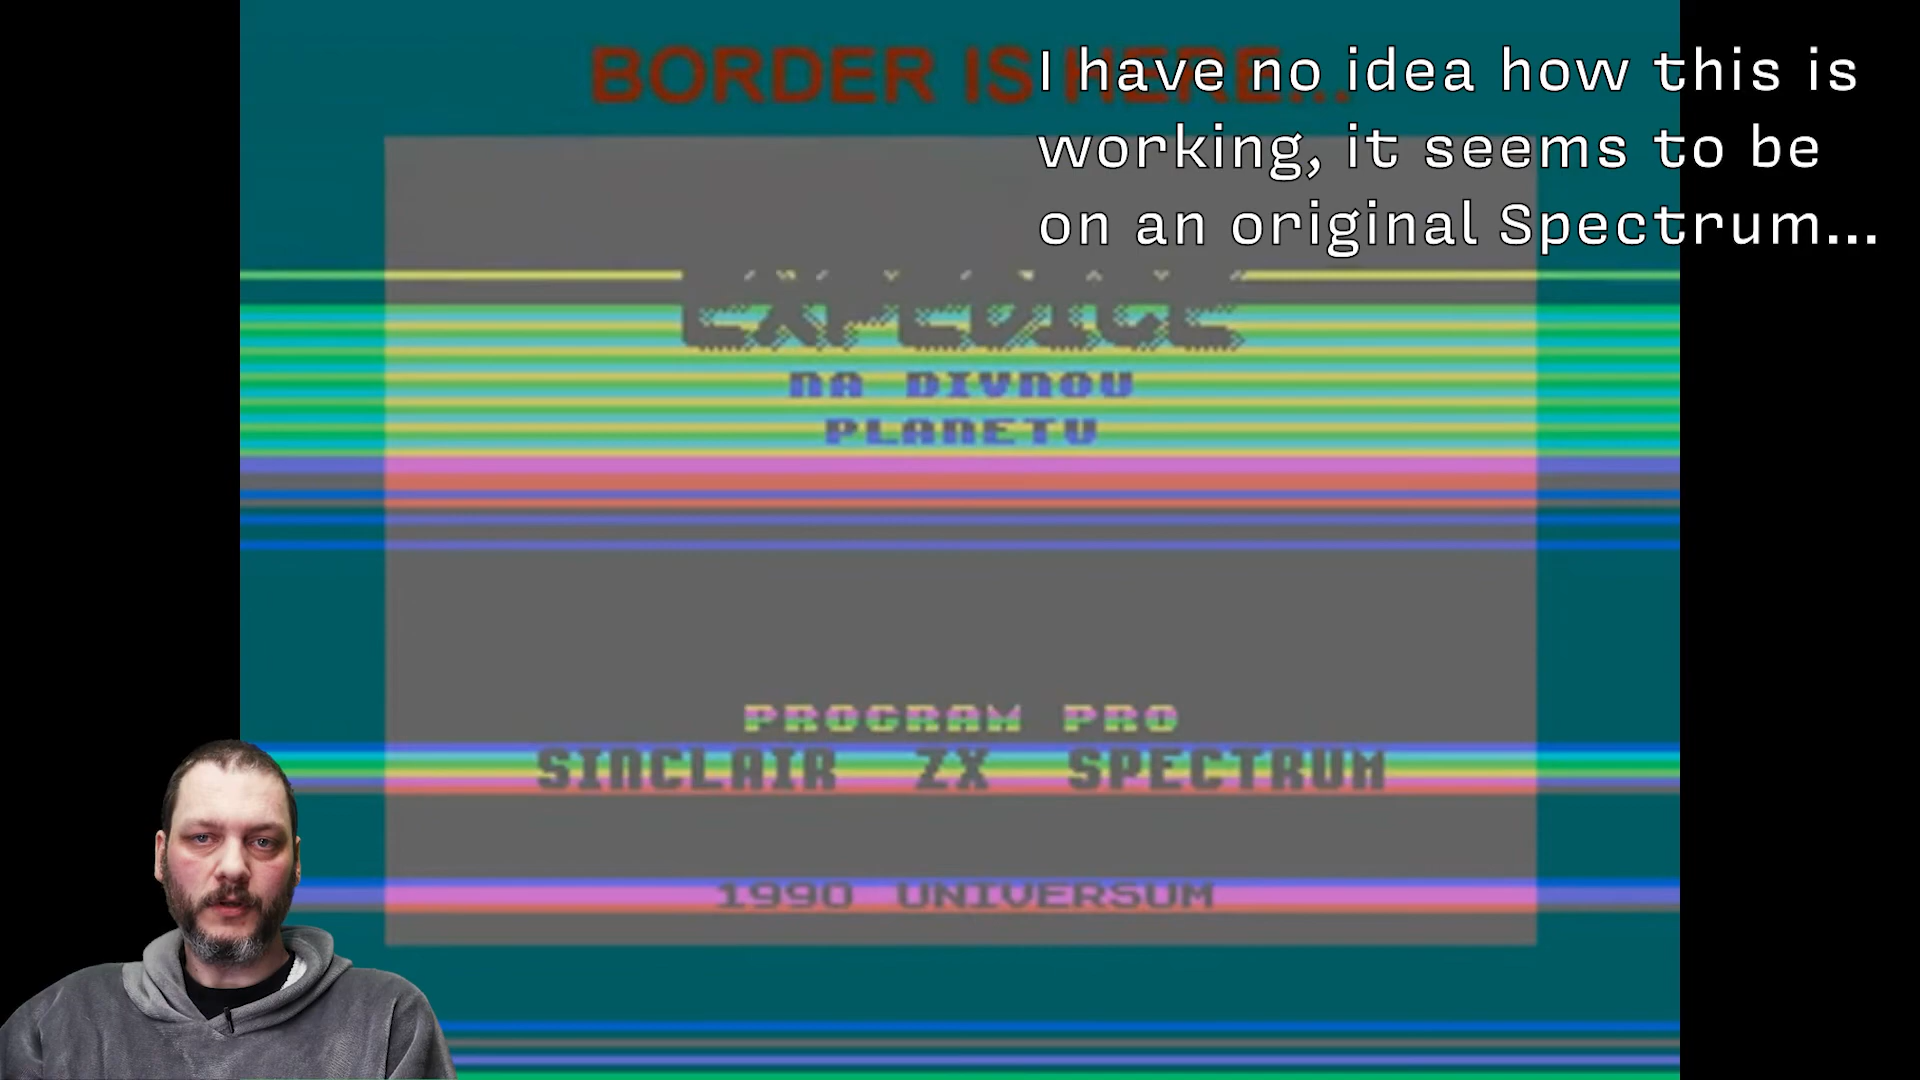 BORDER IS HERE...
I have no idea how this is
working, it seems to be
on an original Spectrum...
EXPEDICE
NA DIVNOU
PLANETU
PROGRAM PRO
SINCLAIR ZX SPECTRUM
1990 UNIVERSUM